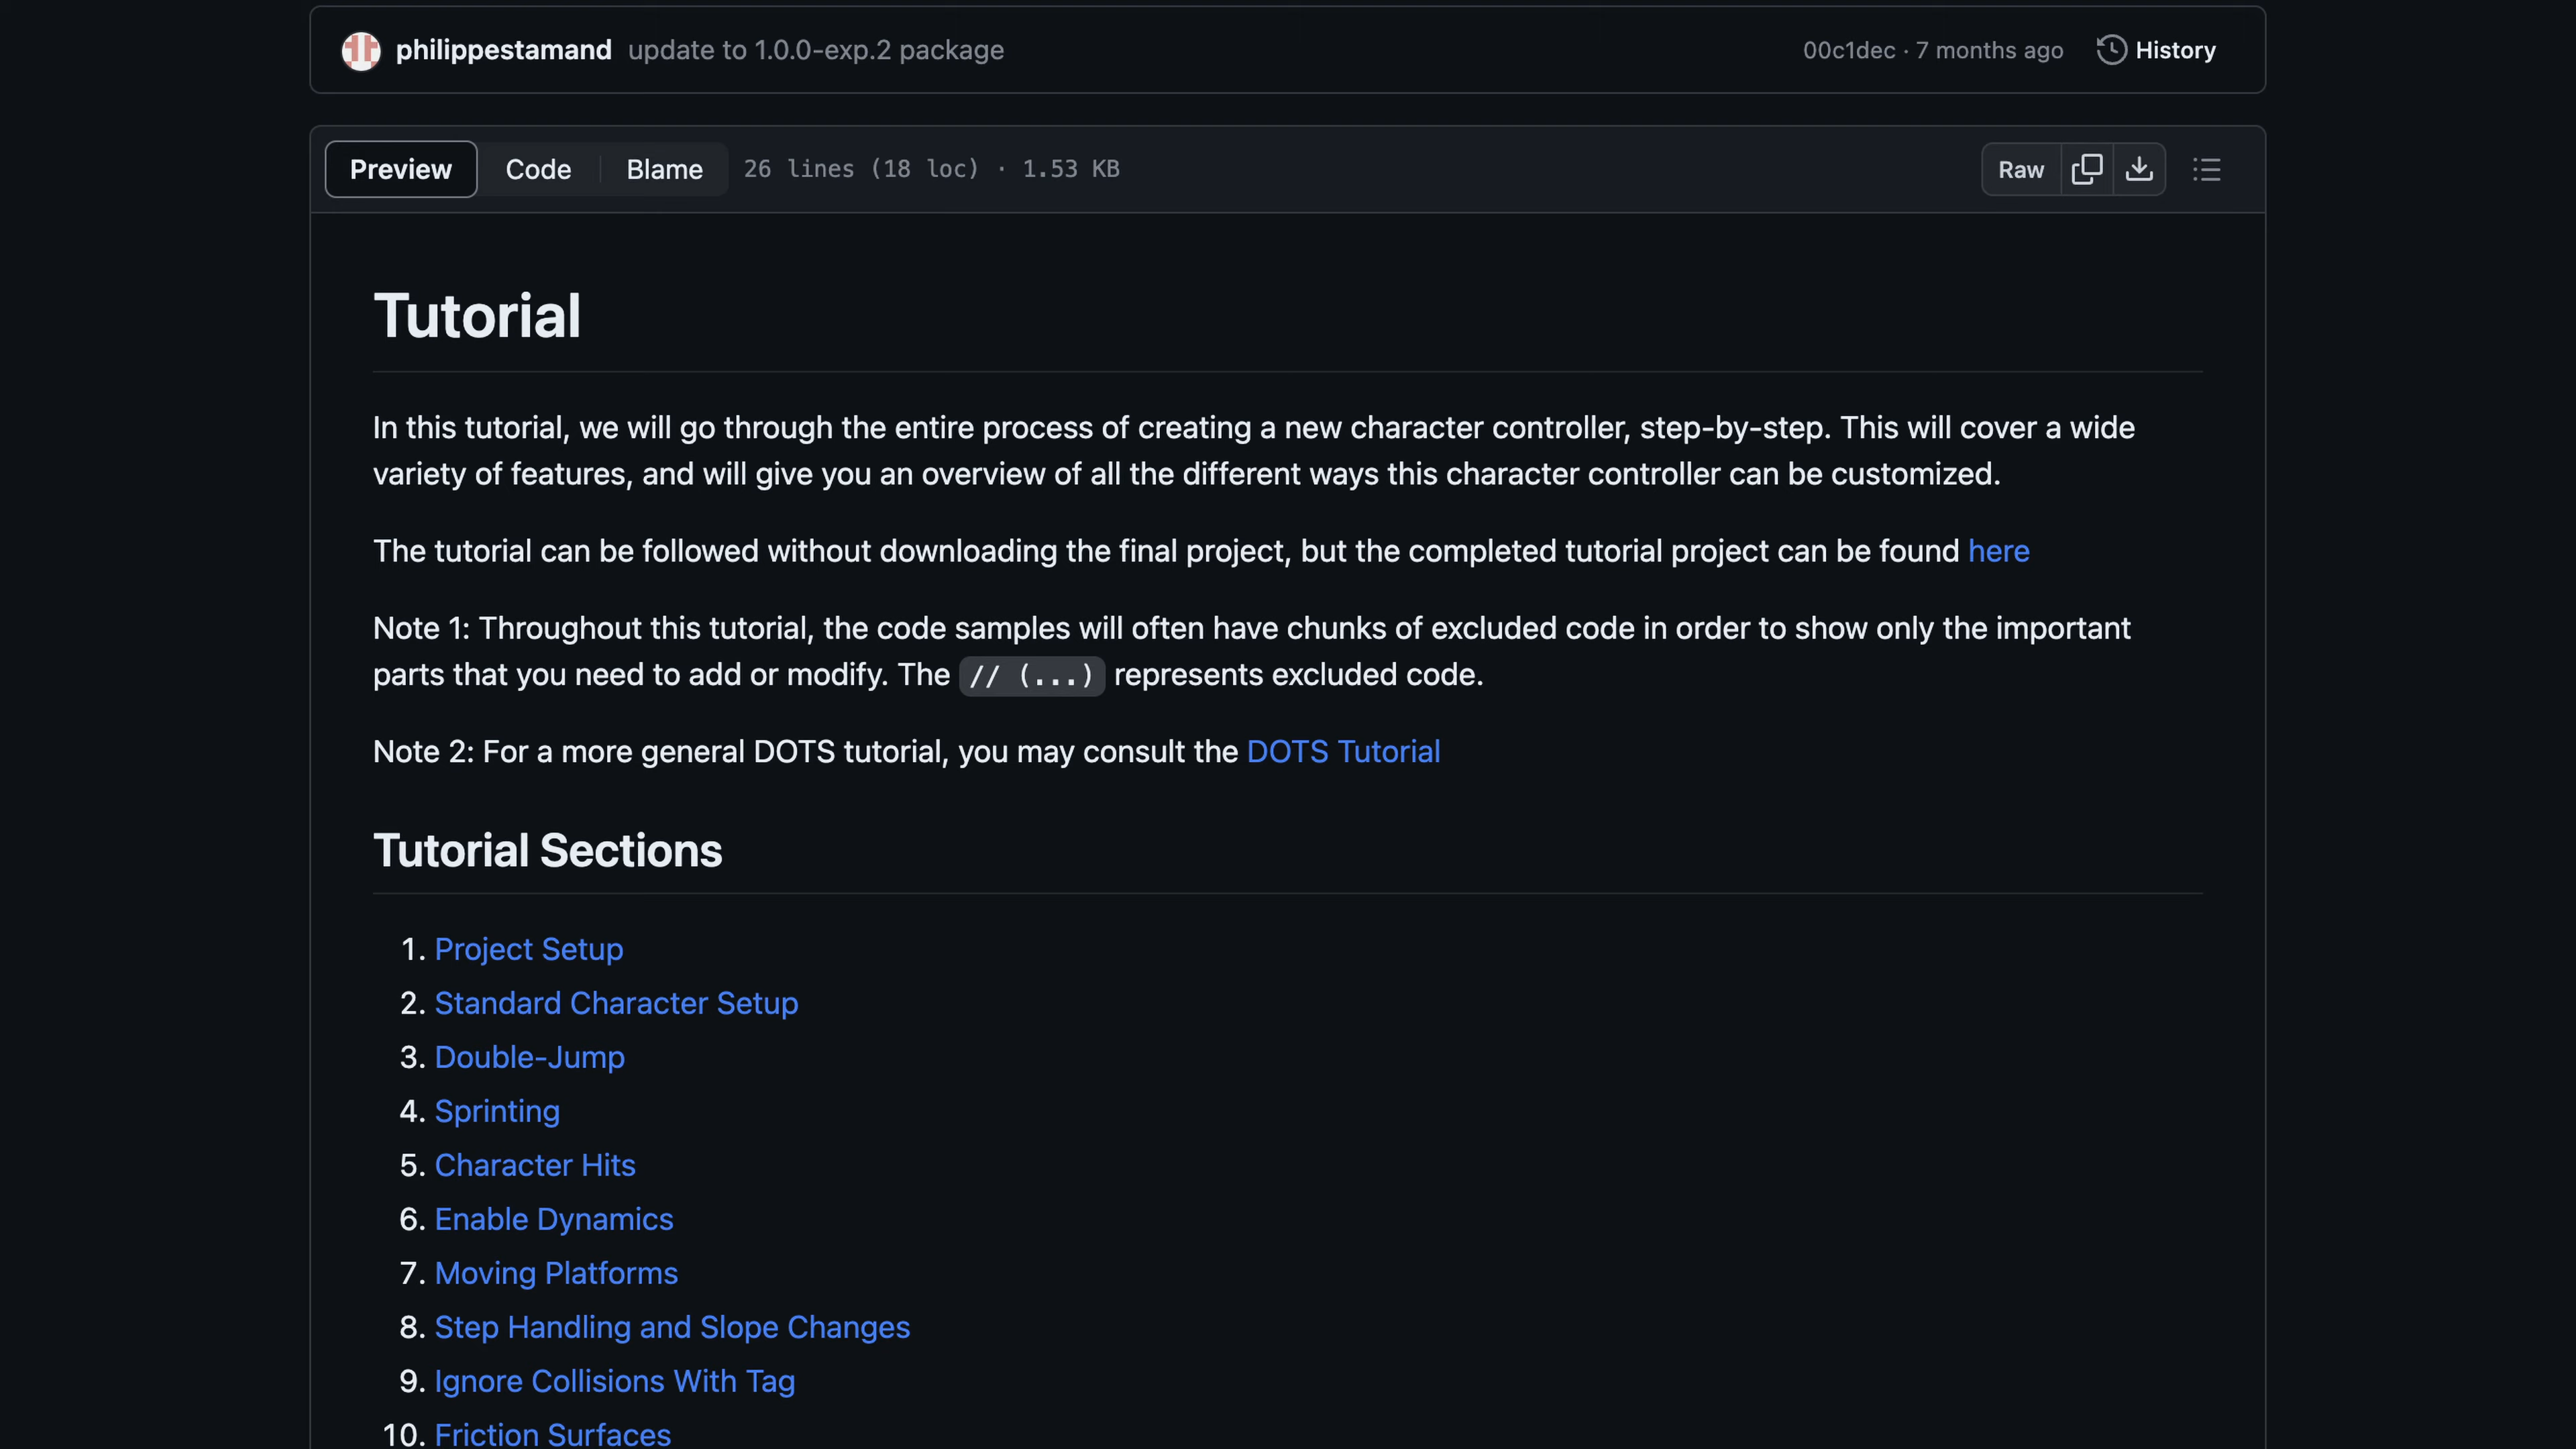 philippestamand update to 1.0.0-exp.2 package 00c1dec · 7 months ago History
Preview Code Blame 26 lines (18 loc) · 1.53 KB Raw
Tutorial
In this tutorial, we will go through the entire process of creating a new character controller, step-by-step. This will cover a wide
variety of features, and will give you an overview of all the different ways this character controller can be customized.
The tutorial can be followed without downloading the final project, but the completed tutorial project can be found here
Note 1: Throughout this tutorial, the code samples will often have chunks of excluded code in order to show only the important
parts that you need to add or modify. The // (...) represents excluded code.
Note 2: For a more general DOTS tutorial, you may consult the DOTS Tutorial
Tutorial Sections
1. Project Setup
2. Standard Character Setup
3. Double-Jump
4. Sprinting
5. Character Hits
6. Enable Dynamics
7. Moving Platforms
8. Step Handling and Slope Changes
9. Ignore Collisions With Tag
10. Friction Surfaces